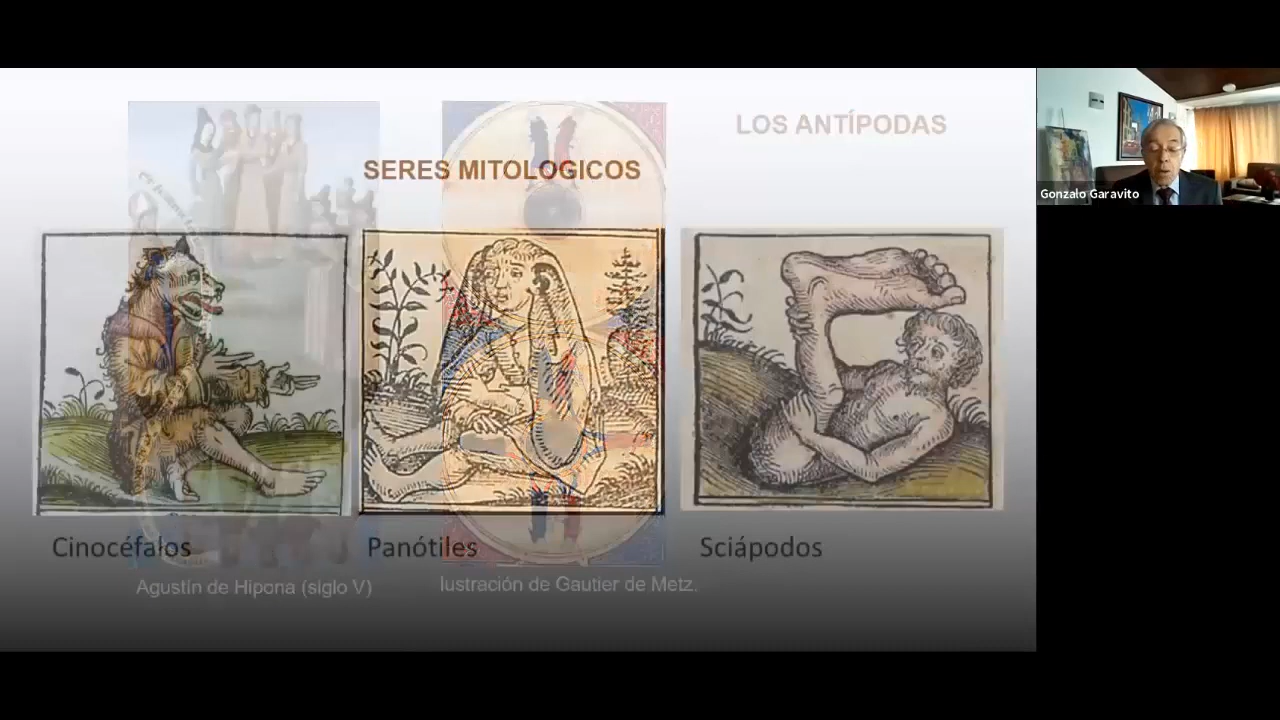 LOS ANTÍPODAS
SERES MITOLOGICOS
Gonzalo Garavito
Cinocéfalos
Panótiles
Sciápodos
Agustín de Hipona (siglo V)
lustración de Gautier de Metz.